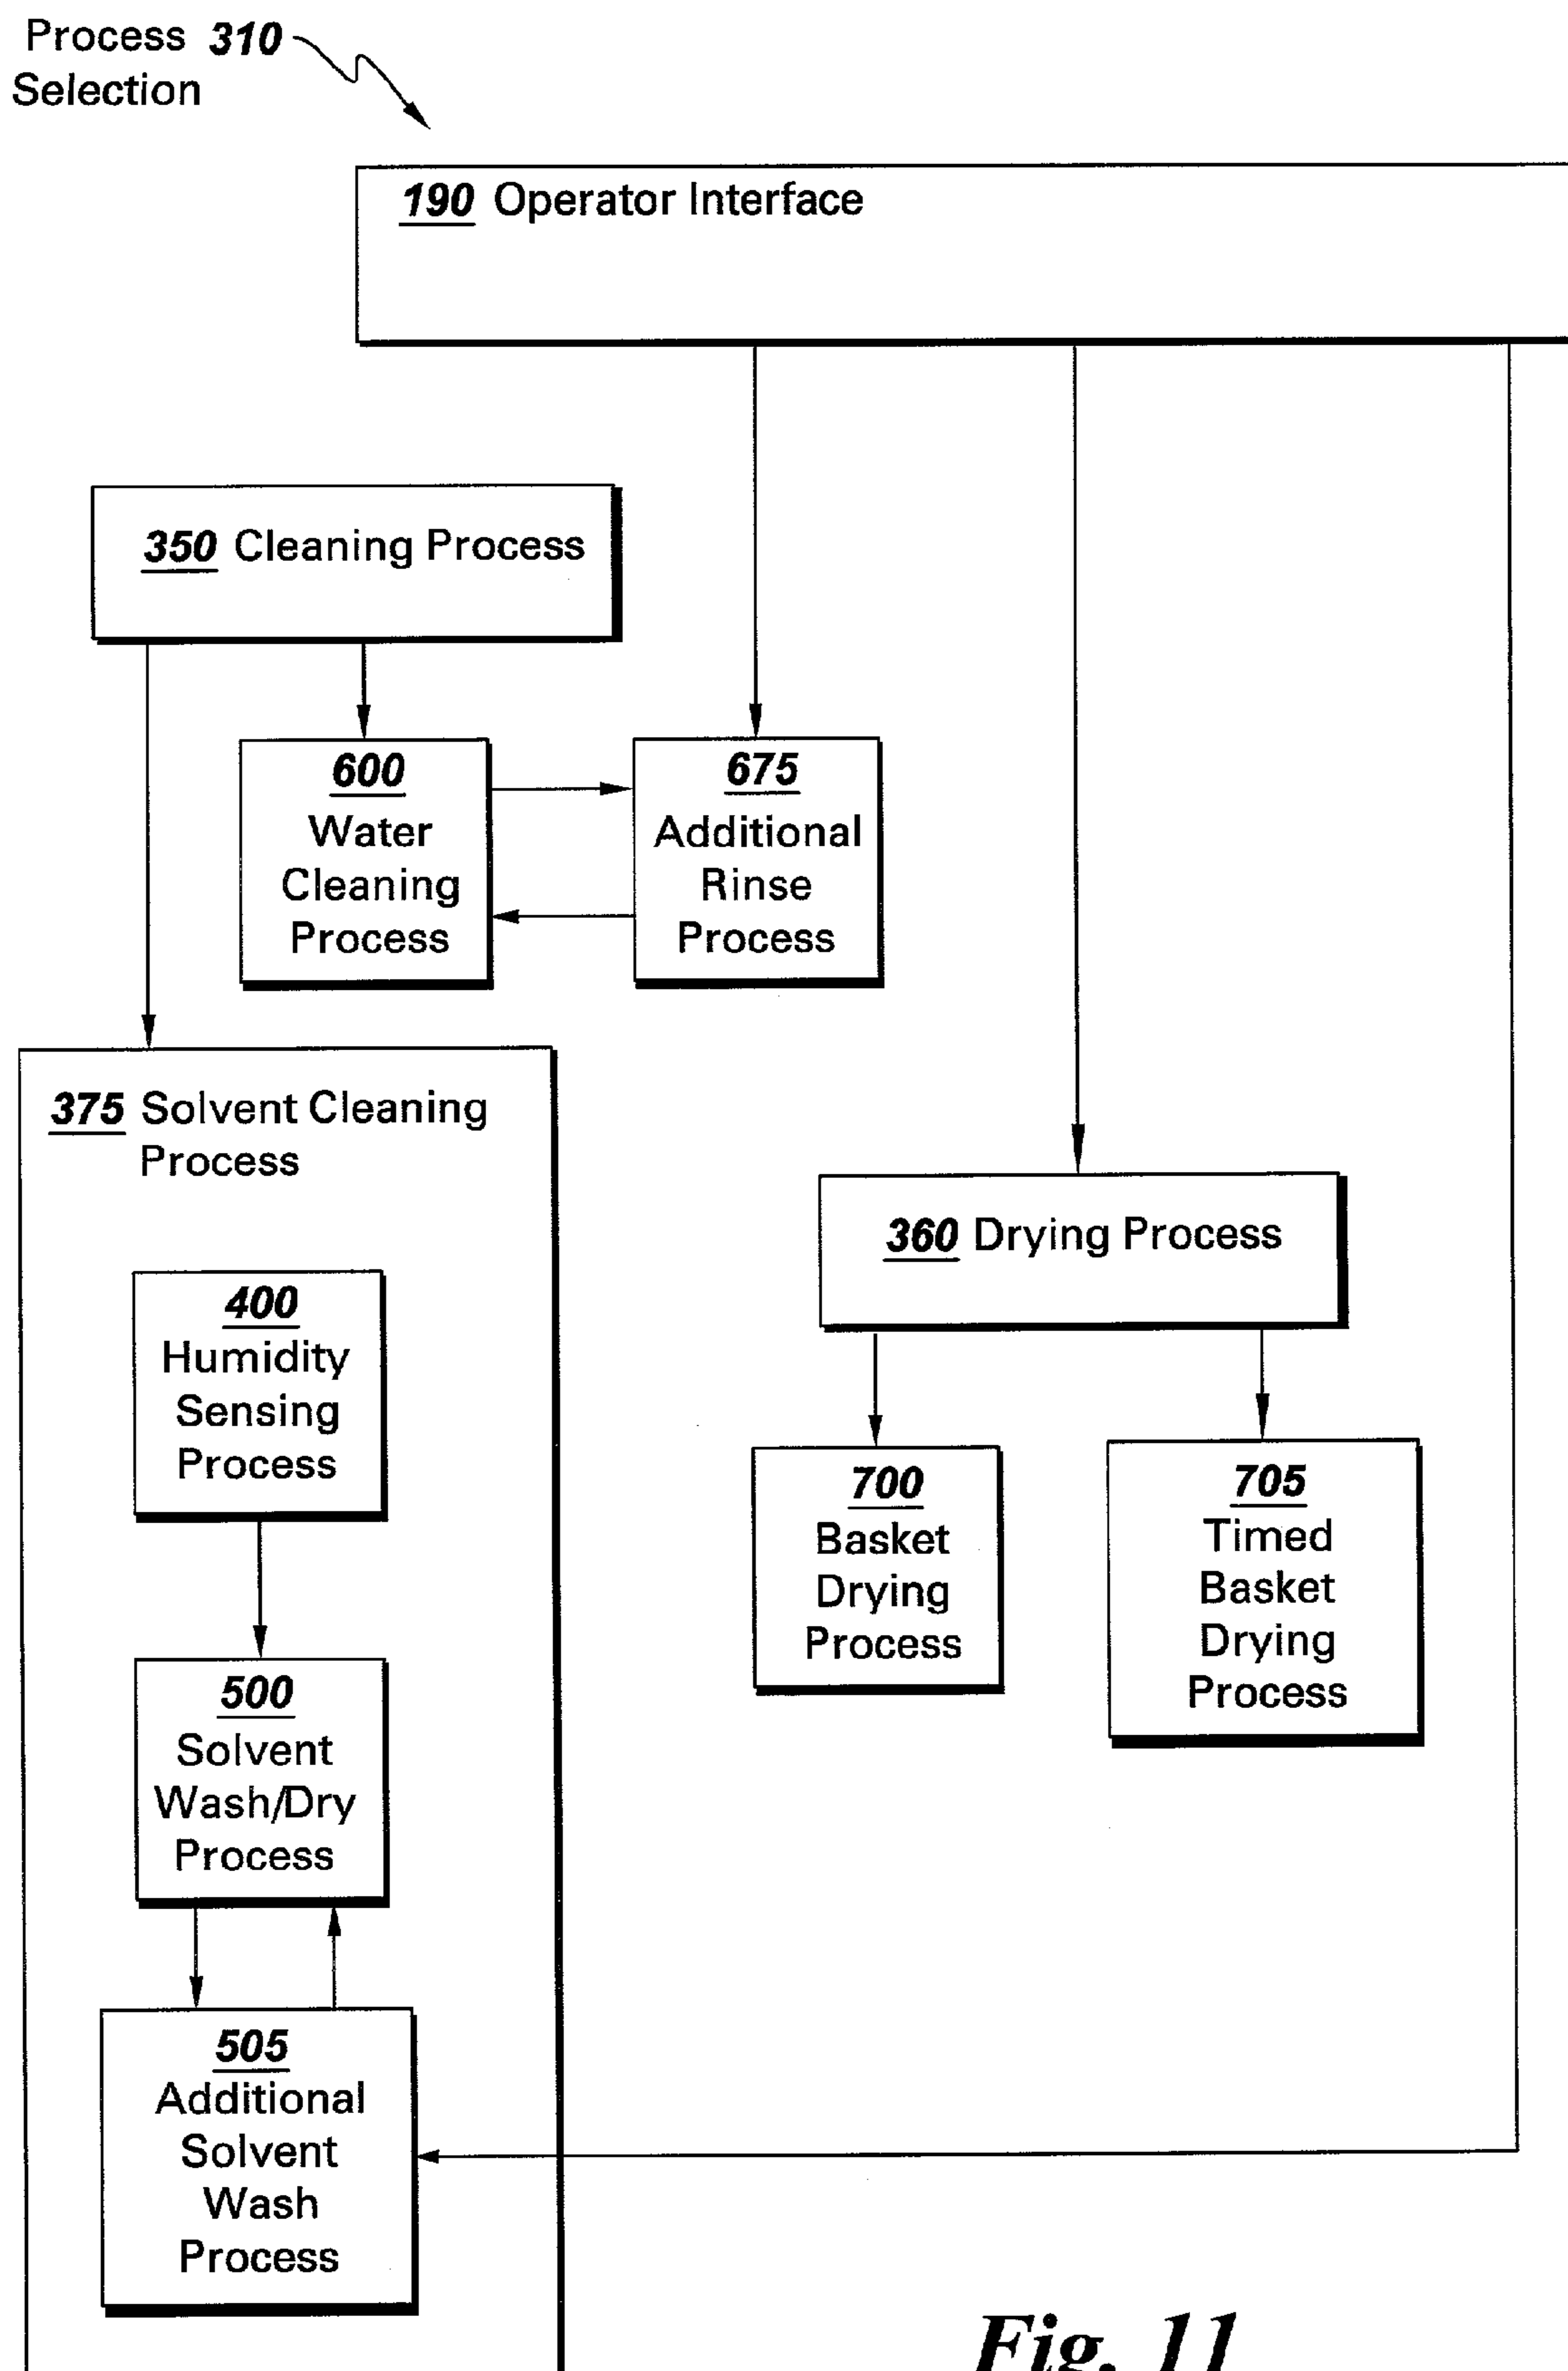 Process 310
Selection
190 Operator Interface
350 Cleaning Process
600
Water
Cleaning
Process
675
Additional
Rinse
Process
375 Solvent Cleaning
Process
400
Humidity
Sensing
Process
500
Solvent
Wash/Dry
Process
505
Additional
Solvent
Wash
Process
360 Drying Process
700
Basket
Drying
Process
705
Timed
Basket
Drying
Process
Fig. 11